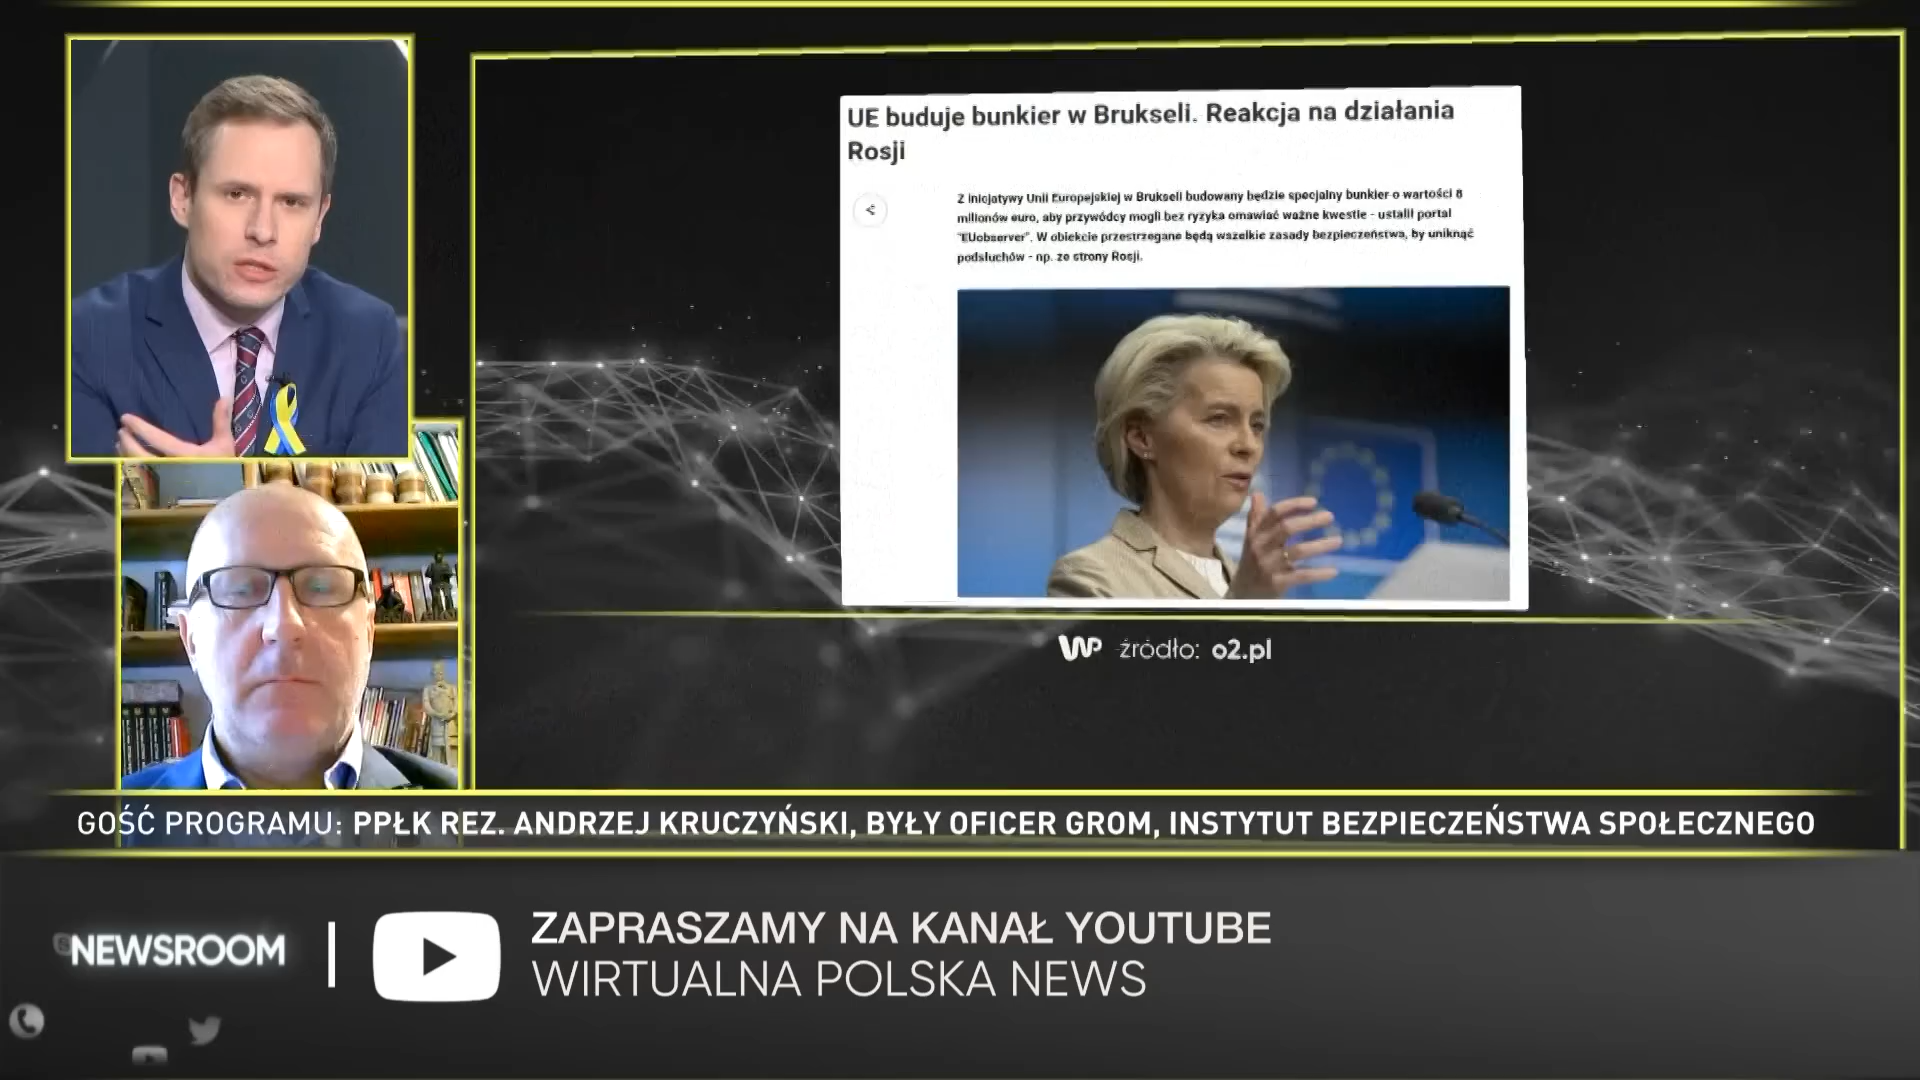 UE buduje bunkier w Brukseli. Reakcja na działania
Rosji
Z inicjatywy Unii Europejskiej w Brukseli budowany będzie specjalny bunkier o wartości 8
milionów euro, aby przywódcy mogli bez ryzyka omawiać ważne kwestie - ustalił portal
"EUobserver". W obiekcie przestrzegane będą wszelkie zasady bezpieczeństwa, by uniknąć
podsłuchów - np. ze strony Rosji.
WP źródło: o2.pl
GOŚĆ PROGRAMU: PPŁK REZ. ANDRZEJ KRUCZYŃSKI, BYŁY OFICER GROM, INSTYTUT BEZPIECZEŃSTWA SPOŁECZNEGO
NEWSROOM
ZAPRASZAMY NA KANAŁ YOUTUBE
WIRTUALNA POLSKA NEWS